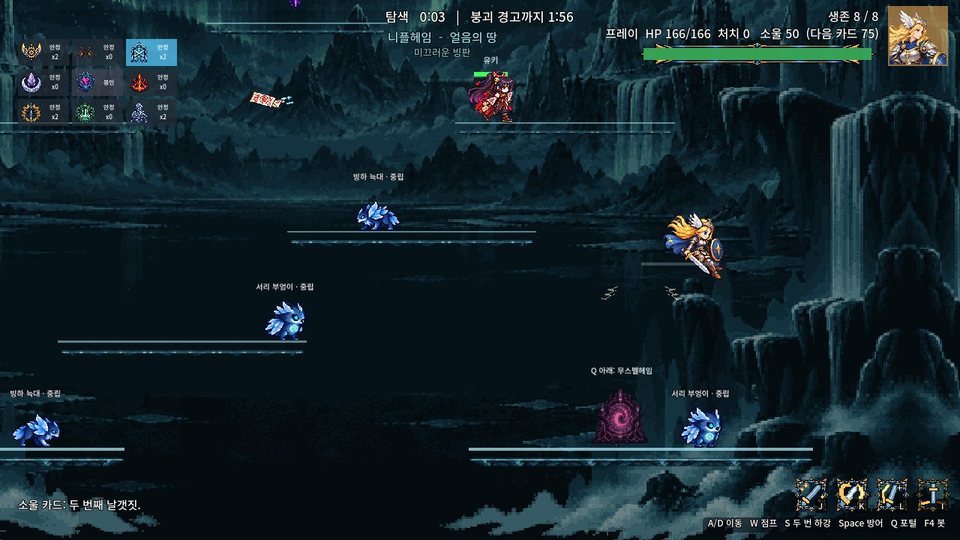 탐색 0:03 | 붕괴 경고까지 1:56
니플헤임 - 얼음의 땅
미끄러운 빙판
생존 8 / 8
프레이 HP 166/166 처치 0 소울 50 (다음 카드 75)
안정 x2
안정 x0
안정 x2
안정 x0
봉인
안정 x0
안정 x2
안정 x0
안정 x2
유키
빙하 늑대 · 중립
서리 부엉이 · 중립
Q 아래: 무스펠헤임
빙하 늑대 · 중립
서리 부엉이 · 중립
소울 카드: 두 번째 날갯짓.
K
A/D 이동 W 점프 S 두 번 하강 Space 방어 Q 포털 F4 봇